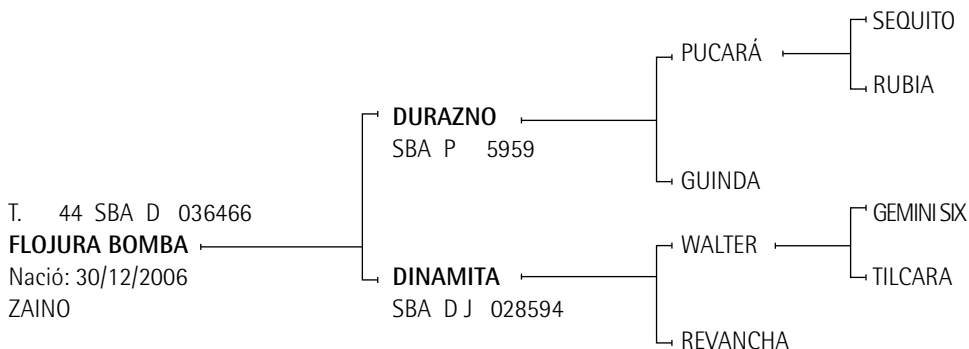 SEQUITO
PUCARÁ
RUBIA
DURAZNO
SBA P 5959
GUINDA
T. 44 SBA D 036466
FLOJURA BOMBA
Nació: 30/12/2006
ZAINO
GEMINI SIX
WALTER
TILCARA
DINAMITA
SBA D J 028594
REVANCHA